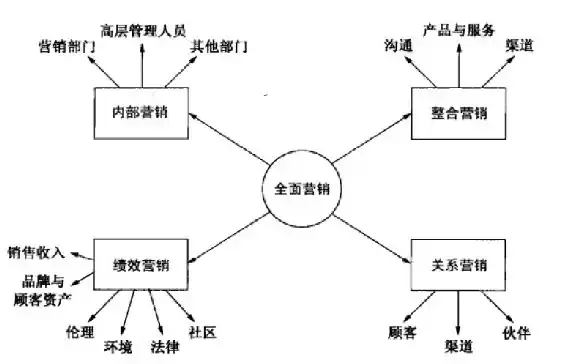 高层管理人员
营销部门
其他部门
内部营销
产品与服务
沟通
渠道
整合营销
全面营销
销售收入
品牌与
顾客资产
绩效营销
伦理
环境
法律
社区
关系营销
顾客
渠道
伙伴